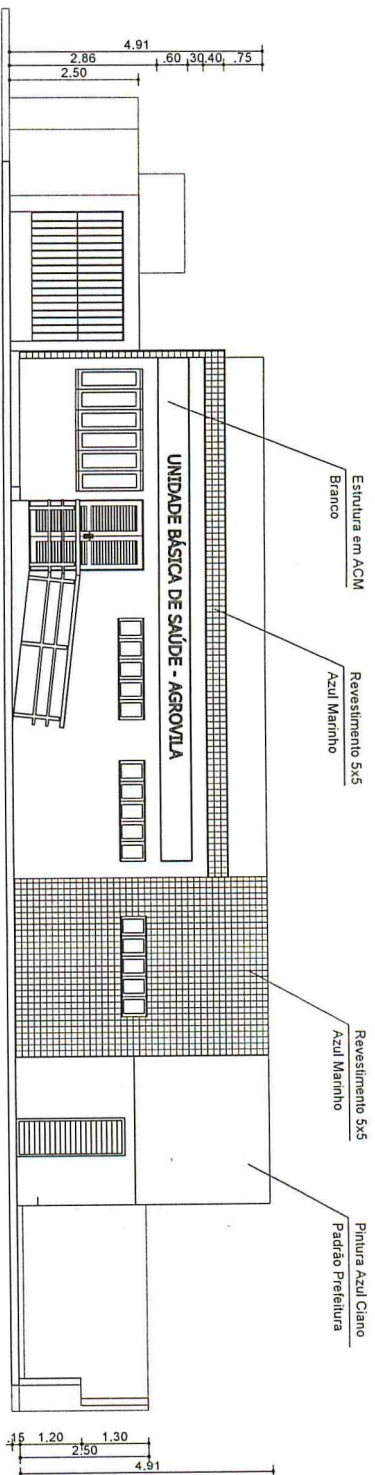 4.91
2.86
.60
.30
.40
.75
2.50
Estrutura em ACM
Branco
Revestimento 5x5
Azul Marinho
Revestimento 5x5
Azul Marinho
Pintura Azul Ciano
Padrão Prefeitura
UNIDADE BÁSICA DE SAÚDE - AGROVILA
.15
1.20
1.30
2.50
4.91